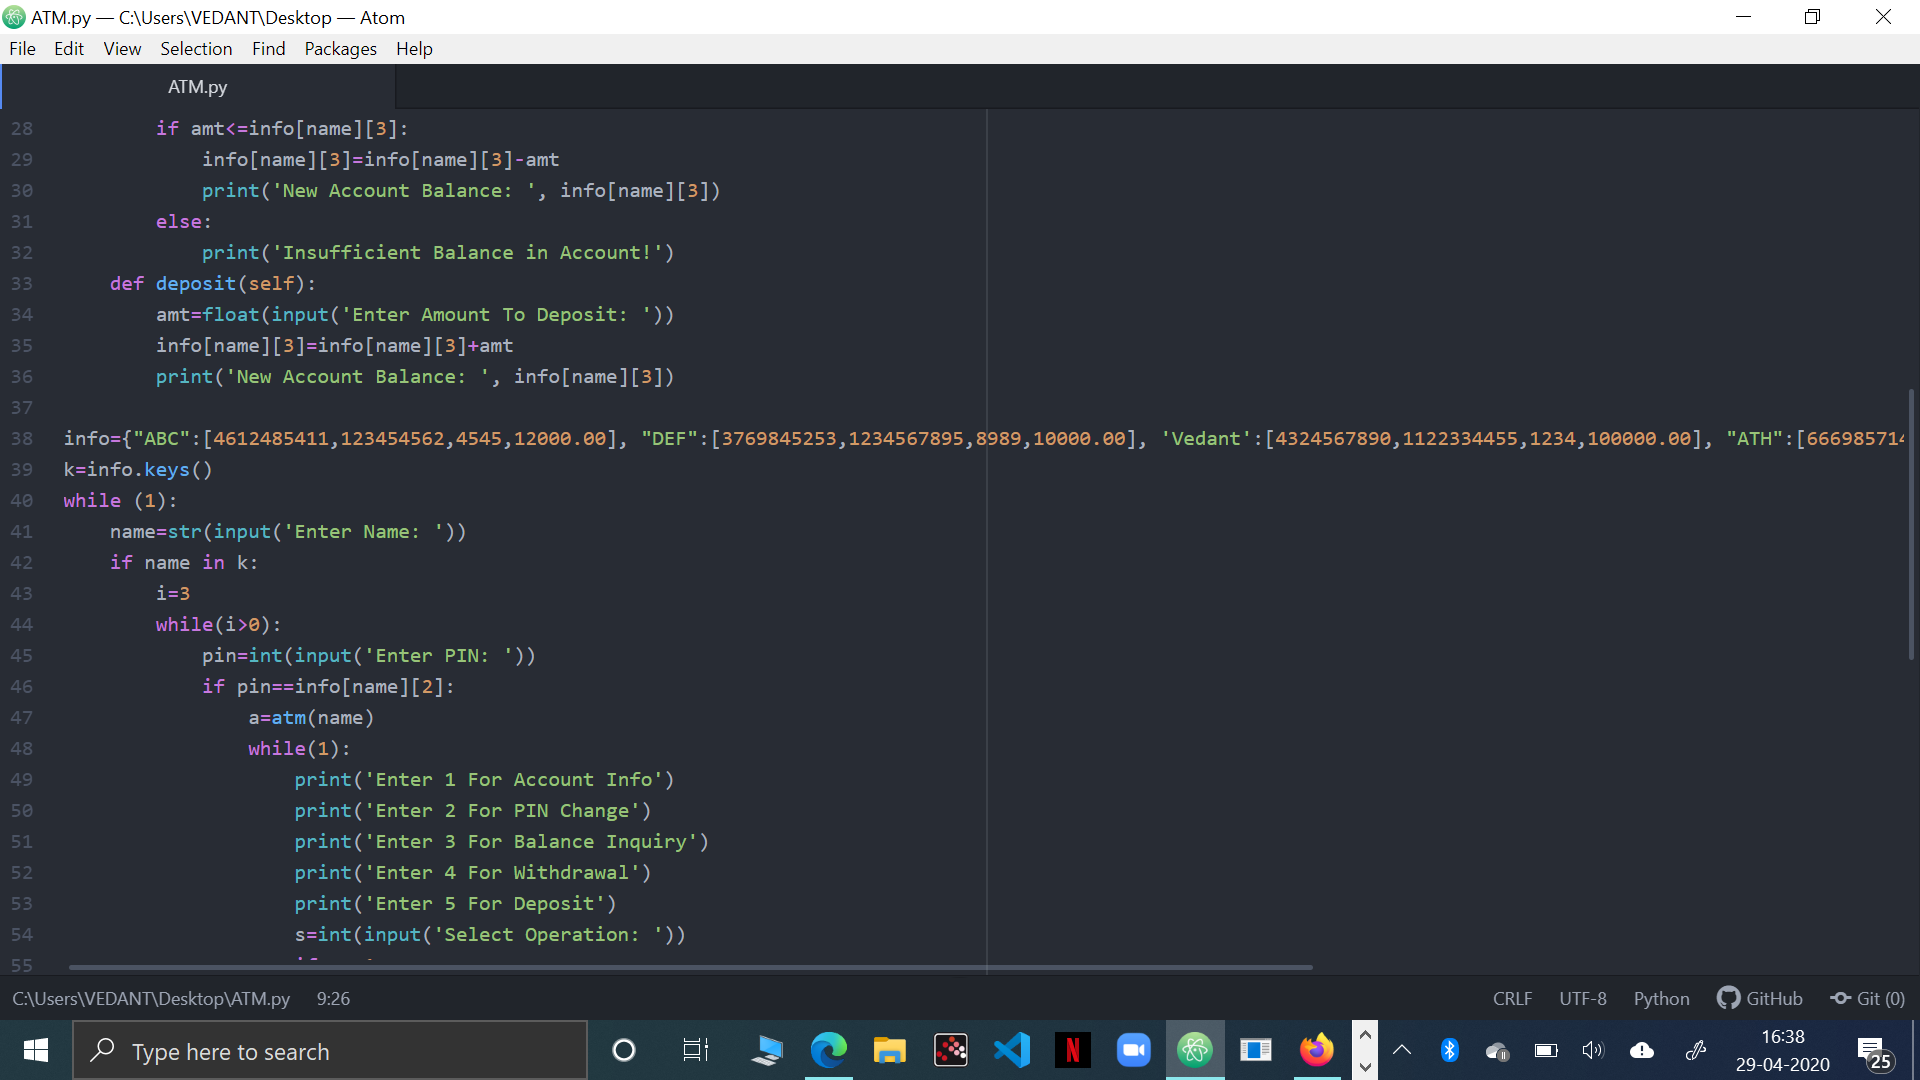 ATM.py — C:\Users\VEDANT\Desktop — Atom
File Edit View Selection Find Packages Help
ATM.py
28 if amt<=info[name][3]:
29 info[name][3]=info[name][3]-amt
30 print('New Account Balance: ', info[name][3])
31 else:
32 print('Insufficient Balance in Account!')
33 def deposit(self):
34 amt=float(input('Enter Amount To Deposit: '))
35 info[name][3]=info[name][3]+amt
36 print('New Account Balance: ', info[name][3])
37
38 info={"ABC":[4612485411,123454562,4545,12000.00], "DEF":[3769845253,1234567895,8989,10000.00], 'Vedant':[4324567890,1122334455,1234,100000.00], "ATH":[666985714
39 k=info.keys()
40 while (1):
41 name=str(input('Enter Name: '))
42 if name in k:
43 i=3
44 while(i>0):
45 pin=int(input('Enter PIN: '))
46 if pin==info[name][2]:
47 a=atm(name)
48 while(1):
49 print('Enter 1 For Account Info')
50 print('Enter 2 For PIN Change')
51 print('Enter 3 For Balance Inquiry')
52 print('Enter 4 For Withdrawal')
53 print('Enter 5 For Deposit')
54 s=int(input('Select Operation: '))
55
C:\Users\VEDANT\Desktop\ATM.py 9:26 CRLF UTF-8 Python GitHub Git (0)
Type here to search
N
16:38
29-04-2020
25